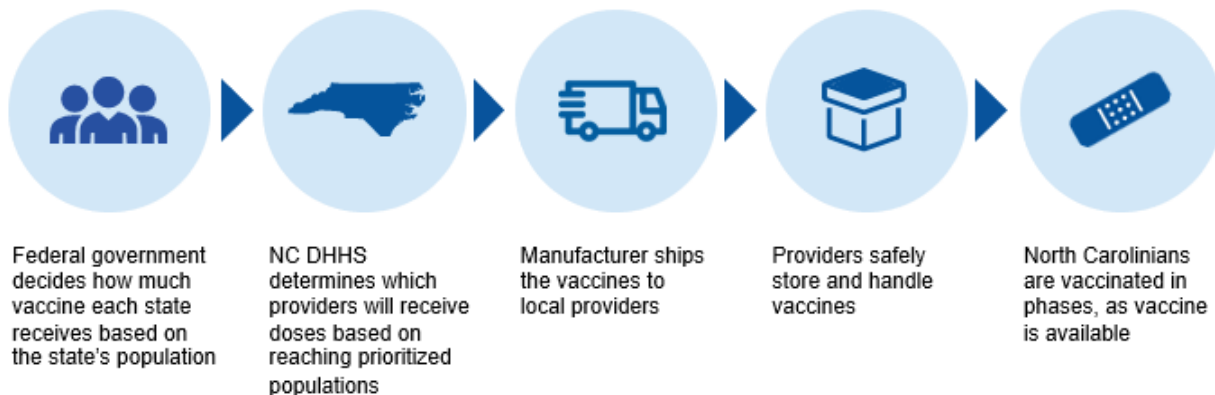 Federal government
decides how much
vaccine each state
receives based on
the state's population
NC DHHS
determines which
providers will receive
doses based on
reaching prioritized
populations
Manufacturer ships
the vaccines to
local providers
Providers safely
store and handle
vaccines
North Carolinians
are vaccinated in
phases, as vaccine
is available